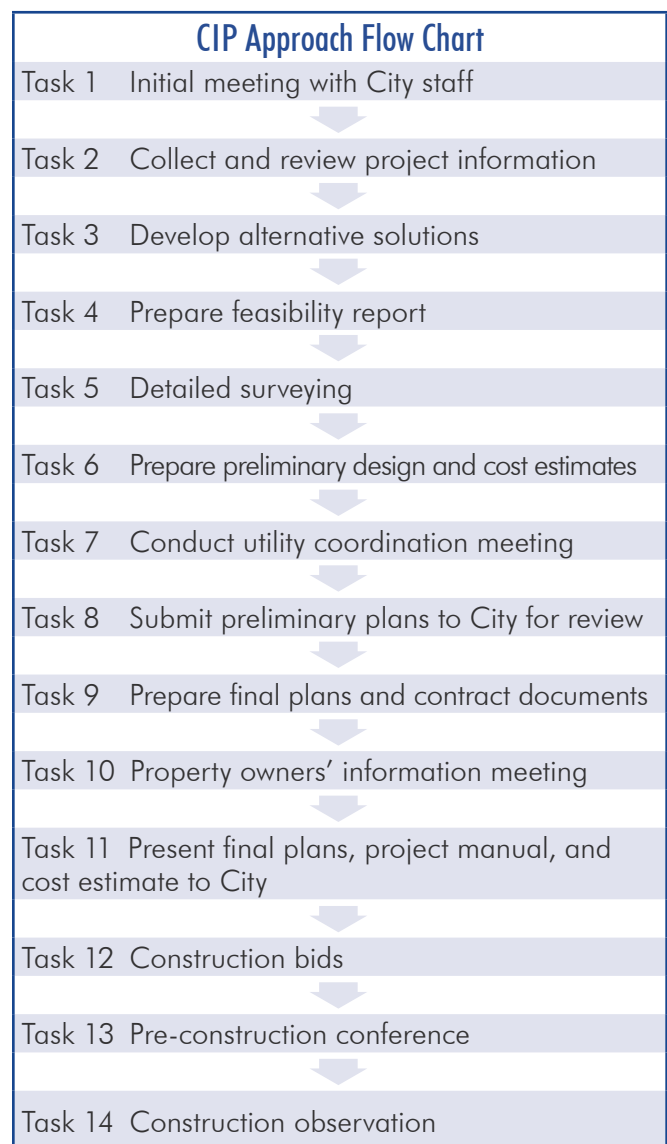 CIP Approach Flow Chart
Task 1 Initial meeting with City staff
Task 2 Collect and review project information
Task 3 Develop alternative solutions
Task 4 Prepare feasibility report
Task 5 Detailed surveying
Task 6 Prepare preliminary design and cost estimates
Task 7 Conduct utility coordination meeting
Task 8 Submit preliminary plans to City for review
Task 9 Prepare final plans and contract documents
Task 10 Property owners’ information meeting
Task 11 Present final plans, project manual, and
cost estimate to City
Task 12 Construction bids
Task 13 Pre-construction conference
Task 14 Construction observation